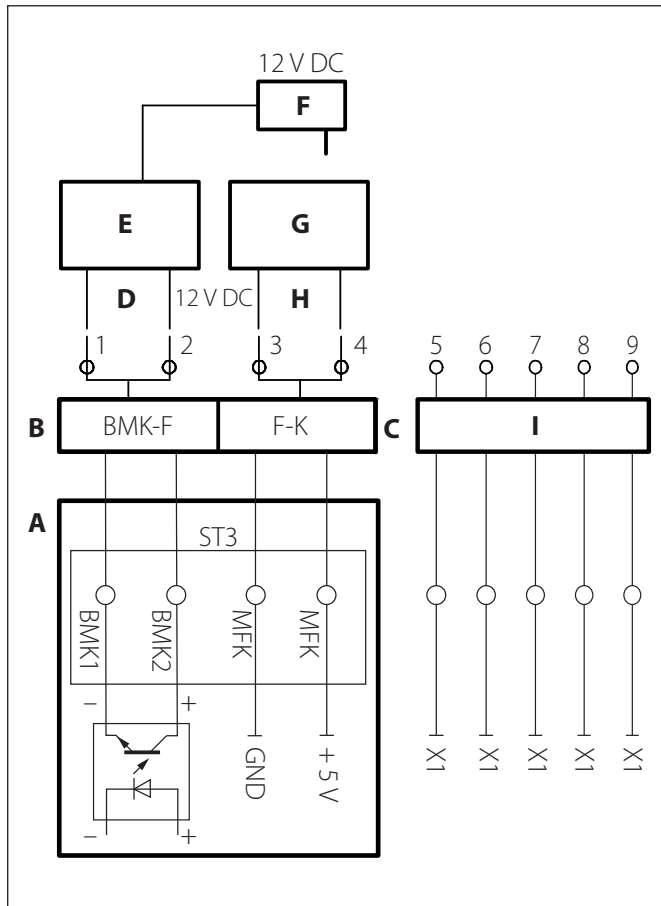 12 V DC
F
E
G
D
12 V DC
H
1 2 3 4 5 6 7 8 9
B
BMK-F
F-K
C
I
A
ST3
BMK1
BMK2
MFK
MFK
– +
GND
+ 5 V
X1 X1 X1 X1 X1
– +